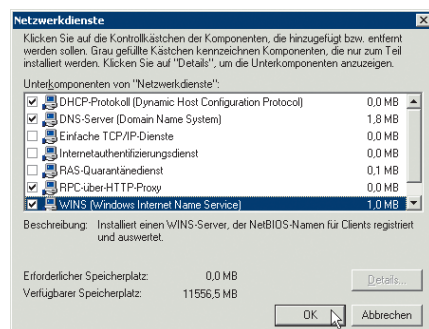 Netzwerkdienste
Klicken Sie auf die Kontrollkästchen der Komponenten, die hinzugefügt bzw. entfernt
werden sollen. Grau gefüllte Kästchen kennzeichnen Komponenten, die nur zum Teil
installiert werden. Klicken Sie auf "Details", um die Unterkomponenten anzuzeigen.
Unterkomponenten von "Netzwerkdienste":
DHCP-Protokoll (Dynamic Host Configuration Protocol) 0,0 MB
DNS-Server (Domain Name System) 1,8 MB
Einfache TCP/IP-Dienste 0,0 MB
Internetauthentifizierungsdienst 0,0 MB
RAS-Quarantänedienst 0,1 MB
RPC-über-HTTP-Proxy 0,0 MB
WINS (Windows Internet Name Service) 1,0 MB
Beschreibung: Installiert einen WINS-Server, der NetBIOS-Namen für Clients registriert
und auswertet.
Erforderlicher Speicherplatz: 0,0 MB
Details...
Verfügbarer Speicherplatz: 11556,5 MB
OK Abbrechen